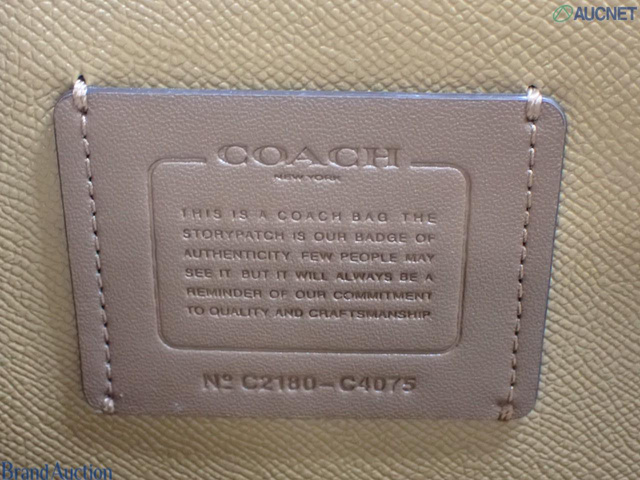 AUCNET
COACH
NEW YORK
THIS IS A COACH BAG. THE
STORYPATCH IS OUR BADGE OF
AUTHENTICITY. FEW PEOPLE MAY
SEE IT. BUT IT WILL ALWAYS BE A
REMINDER OF OUR COMMITMENT
TO QUALITY AND CRAFTSMANSHIP.
Nº C2180-C4075
Brand Auction